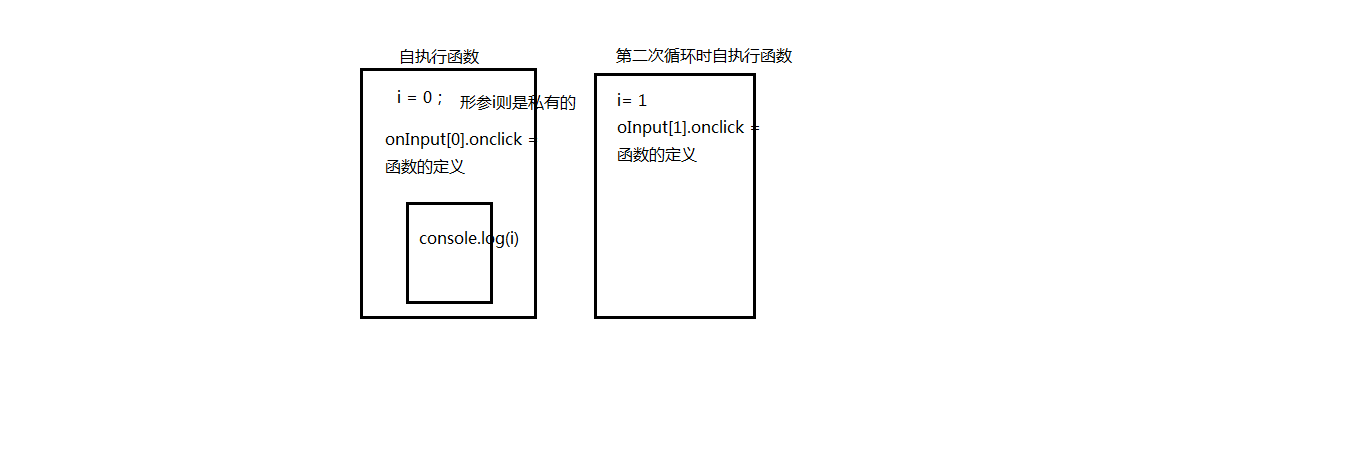 自执行函数
i = 0 ;
形参i则是私有的
onInput[0].onclick =
函数的定义
console.log(i)
第二次循环时自执行函数
i= 1
oInput[1].onclick =
函数的定义